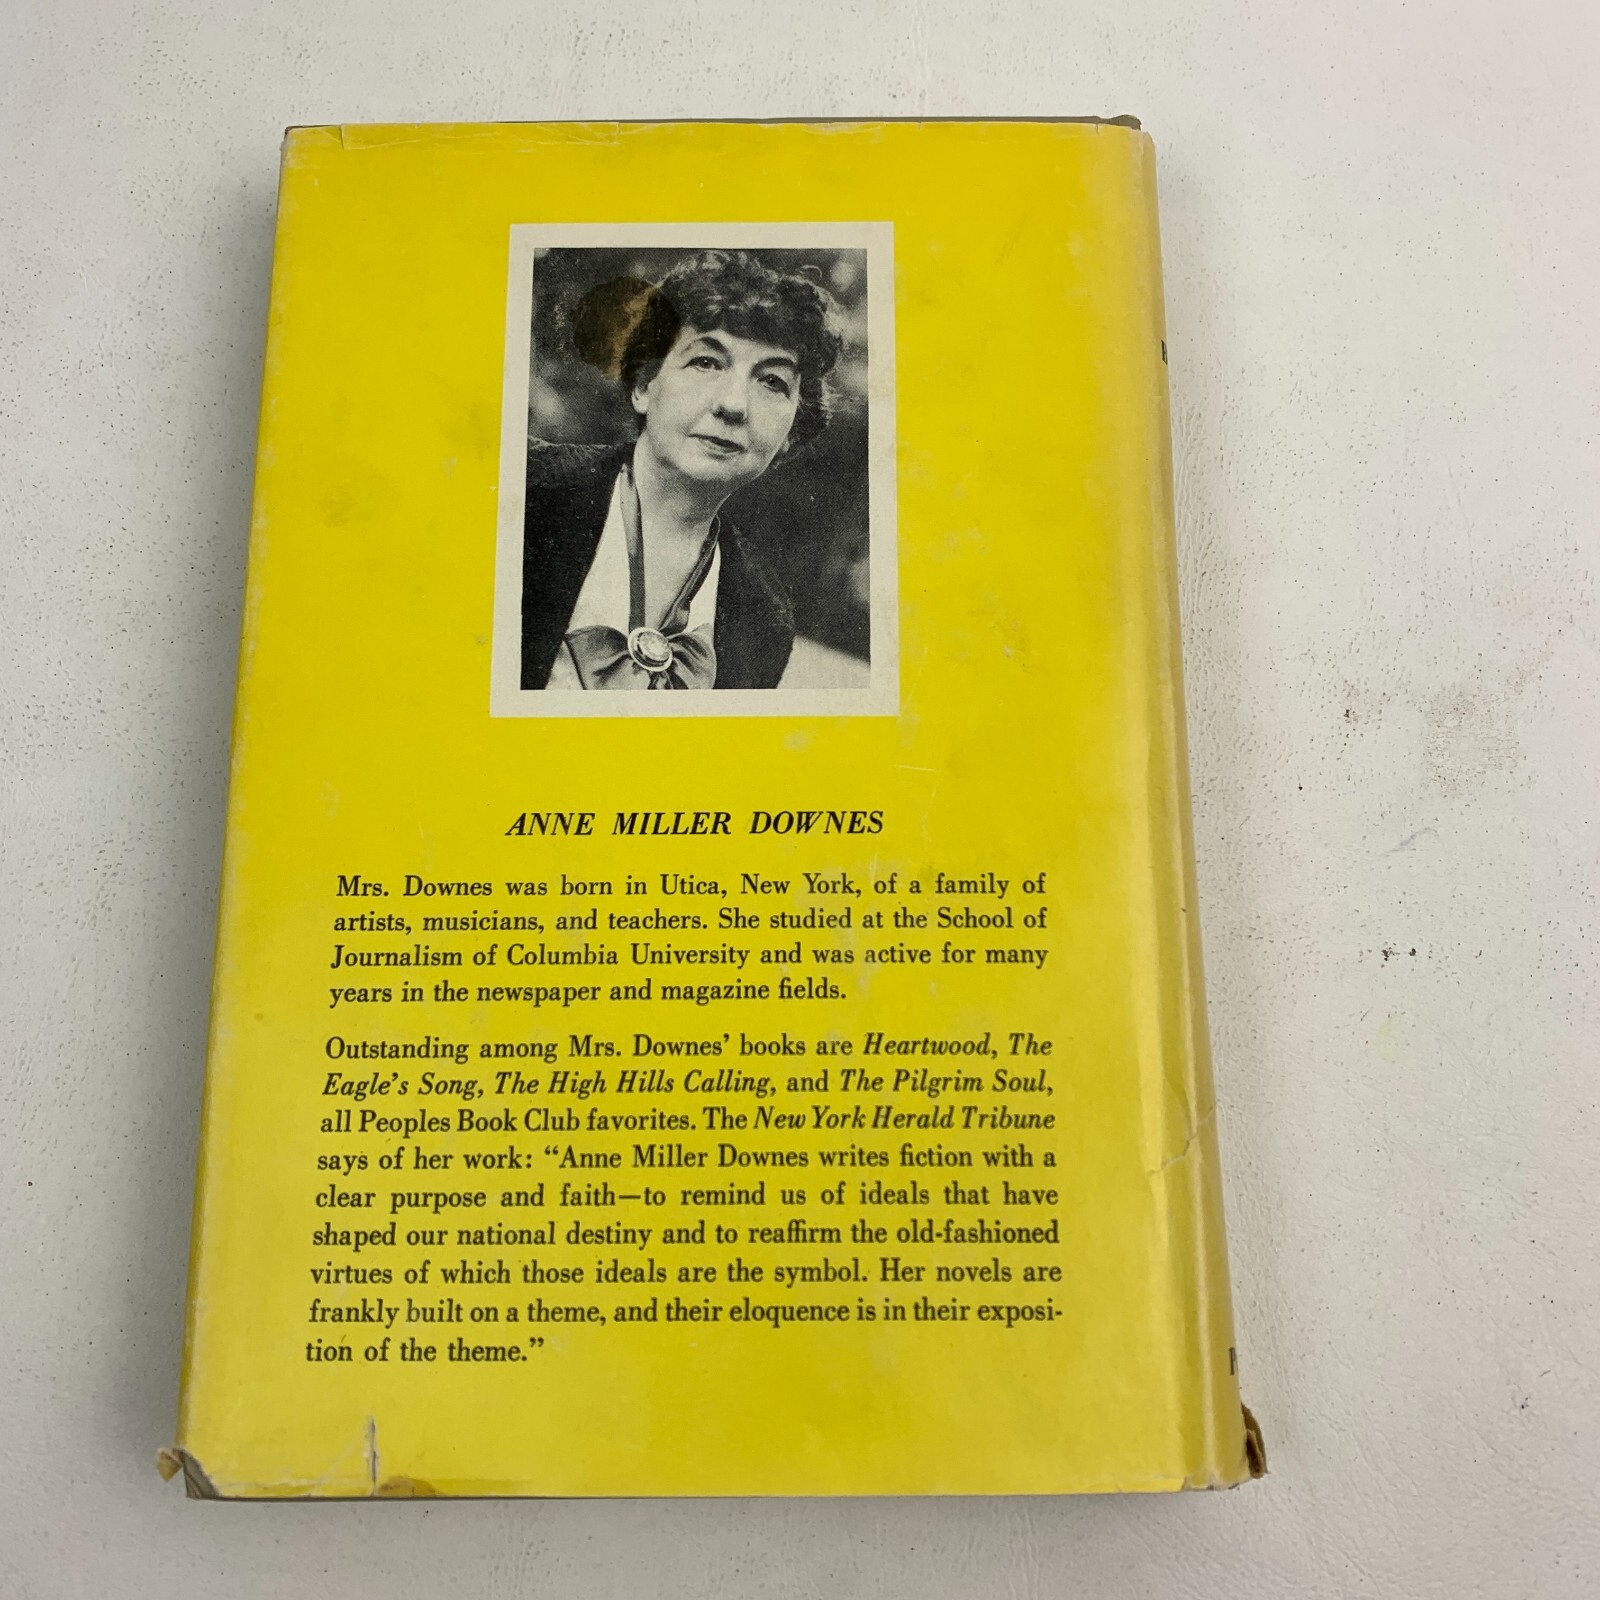 ANNE MILLER DOWNES
Mrs. Downes was born in Utica, New York, of a family of
artists, musicians, and teachers. She studied at the School of
Journalism of Columbia University and was active for many
years in the newspaper and magazine fields.
Outstanding among Mrs. Downes' books are Heartwood, The
Eagle's Song, The High Hills Calling, and The Pilgrim Soul,
all Peoples Book Club favorites. The New York Herald Tribune
says of her work: “Anne Miller Downes writes fiction with a
clear purpose and faith—to remind us of ideals that have
shaped our national destiny and to reaffirm the old-fashioned
virtues of which those ideals are the symbol. Her novels are
frankly built on a theme, and their eloquence is in their exposi-
tion of the theme.”